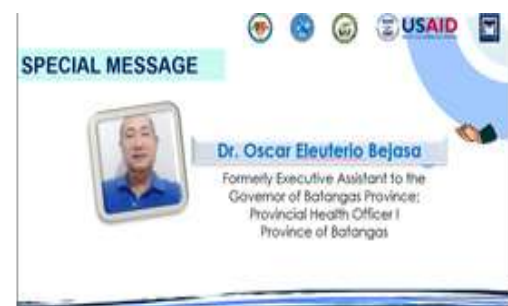 USAID
SPECIAL MESSAGE
Dr. Oscar Eleuterio Bejasa
Formerly Executive Assistant to the
Governor of Batangas Province;
Provincial Health Officer I
Province of Batangas